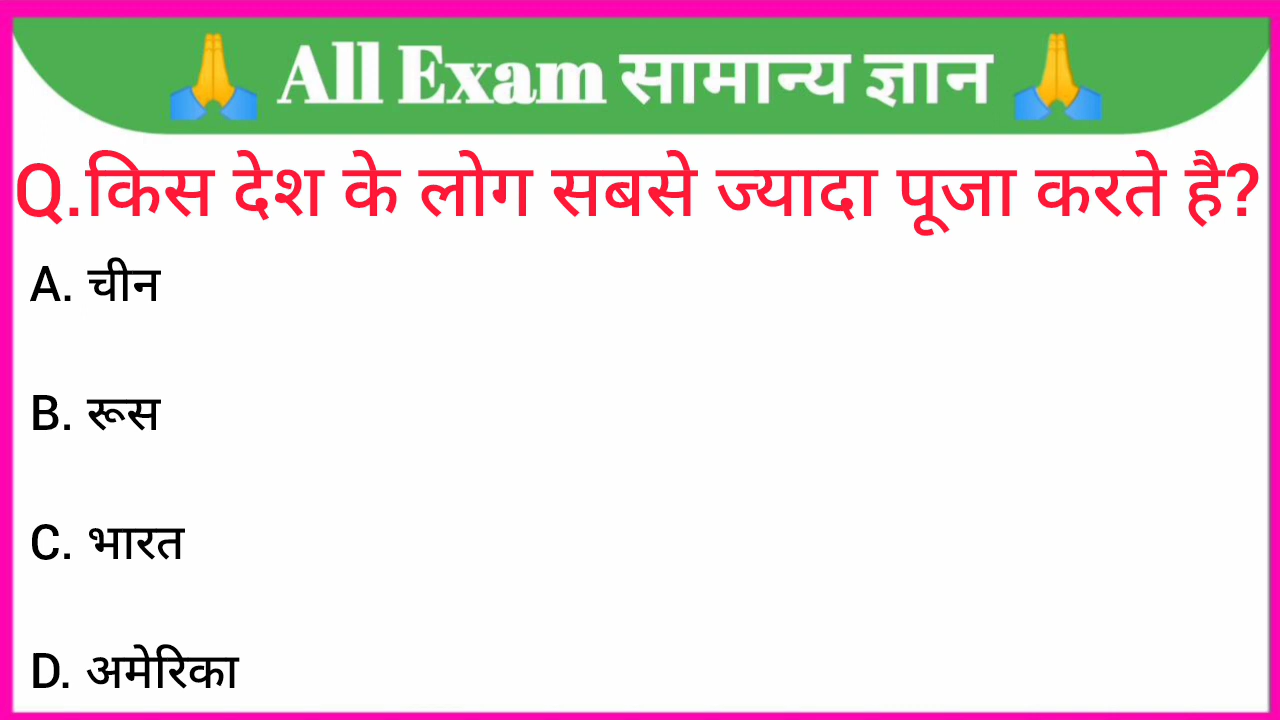 🙏 All Exam सामान्य ज्ञान 🙏
Q.किस देश के लोग सबसे ज्यादा पूजा करते है?
A. चीन
B. रूस
C. भारत
D. अमेरिका